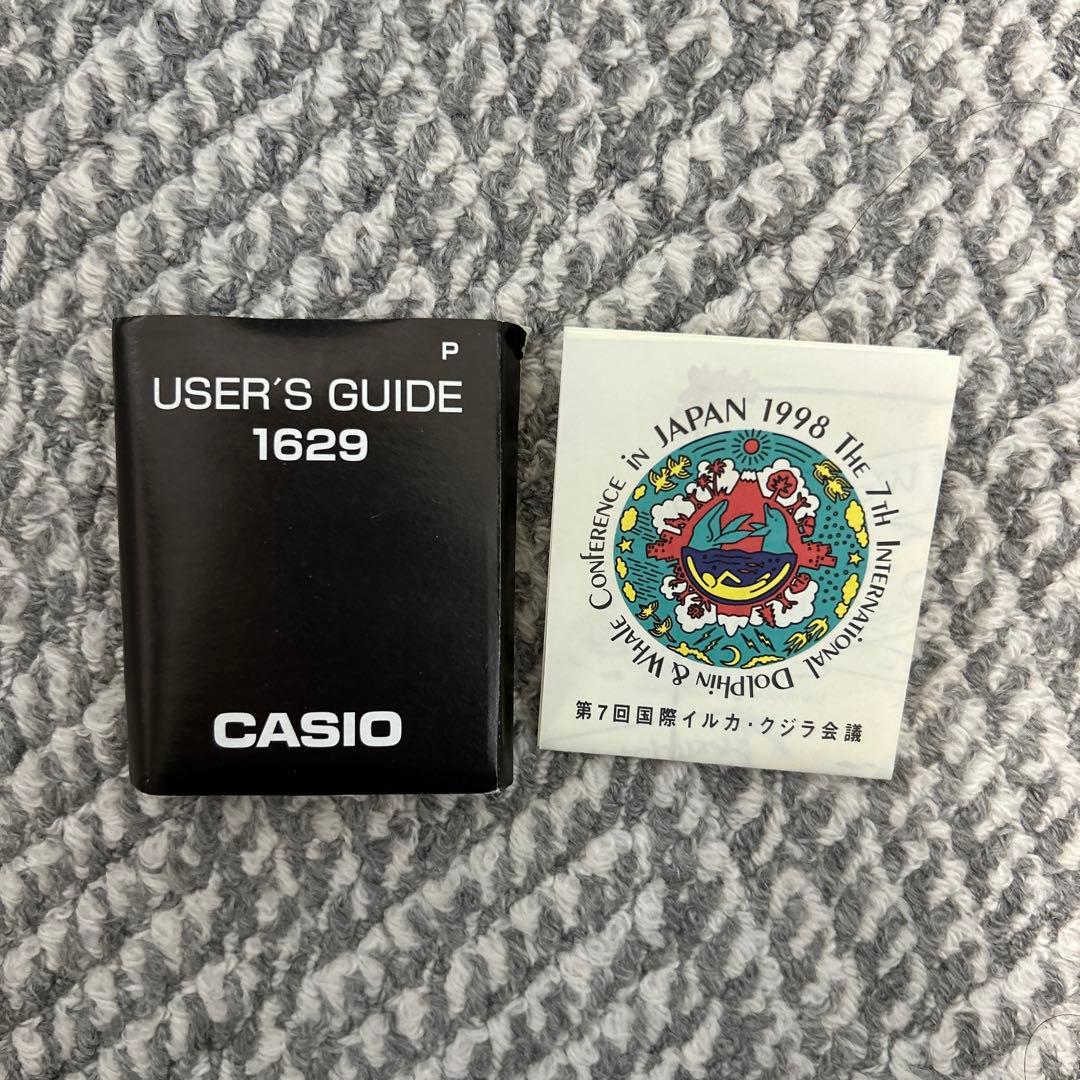 P
USER'S GUIDE
1629
CASIO
THE 7TH INTERNATIONAL DOLPHIN & WHALE CONFERENCE iN JAPAN 1998
第7回国際イルカ・クジラ会議